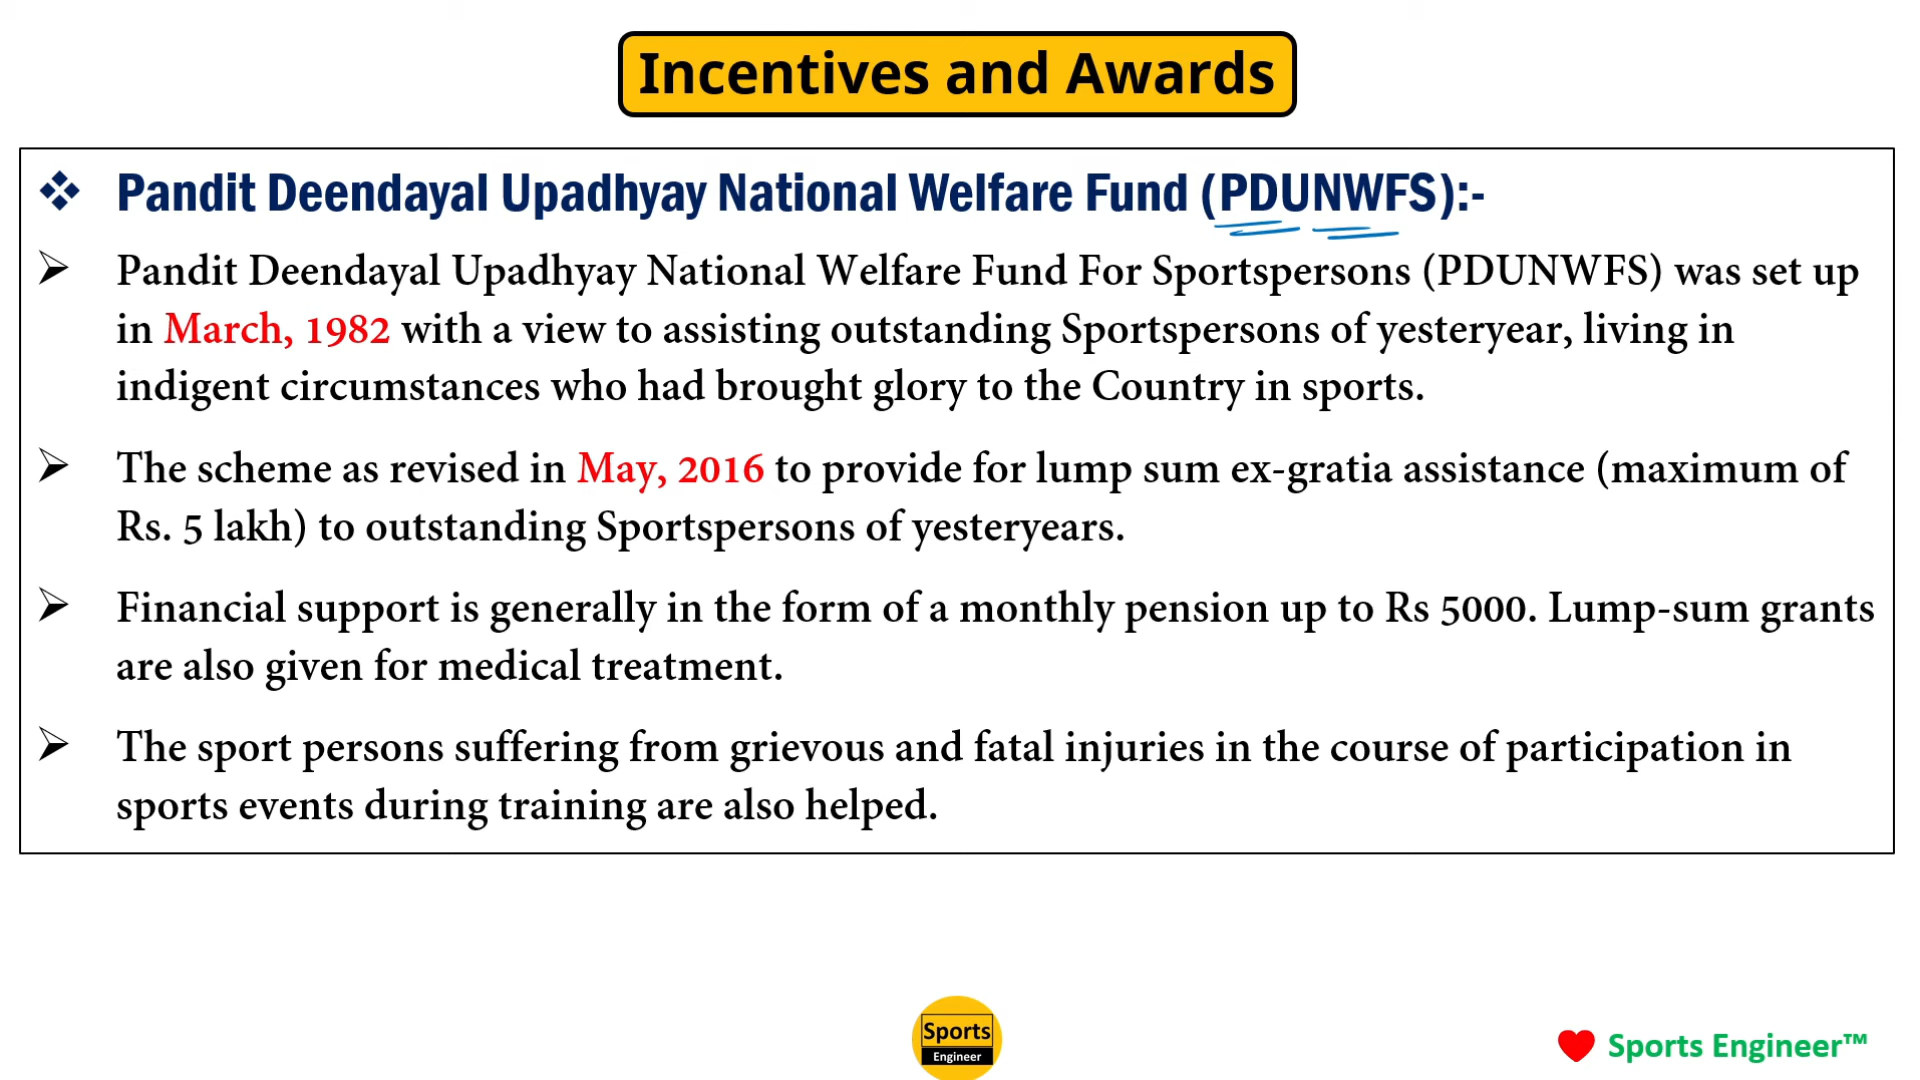 Incentives and Awards
Pandit Deendayal Upadhyay National Welfare Fund (PDUNWFS):-
Pandit Deendayal Upadhyay National Welfare Fund For Sportspersons (PDUNWFS) was set up
in March, 1982 with a view to assisting outstanding Sportspersons of yesteryear, living in
indigent circumstances who had brought glory to the Country in sports.
The scheme as revised in May, 2016 to provide for lump sum ex-gratia assistance (maximum of
Rs. 5 lakh) to outstanding Sportspersons of yesteryears.
Financial support is generally in the form of a monthly pension up to Rs 5000. Lump-sum grants
are also given for medical treatment.
The sport persons suffering from grievous and fatal injuries in the course of participation in
sports events during training are also helped.
Sports
Engineer
Sports Engineer™